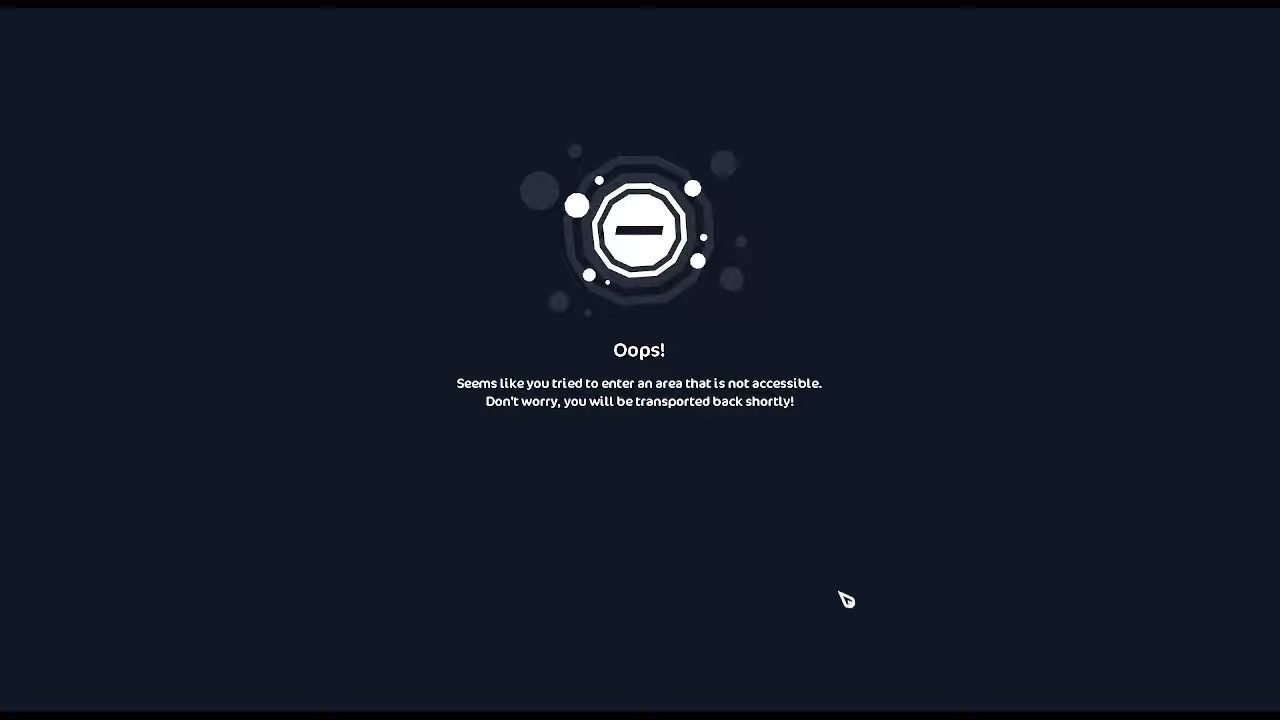 Oops!
Seems like you tried to enter an area that is not accessible.
Don't worry, you will be transported back shortly!